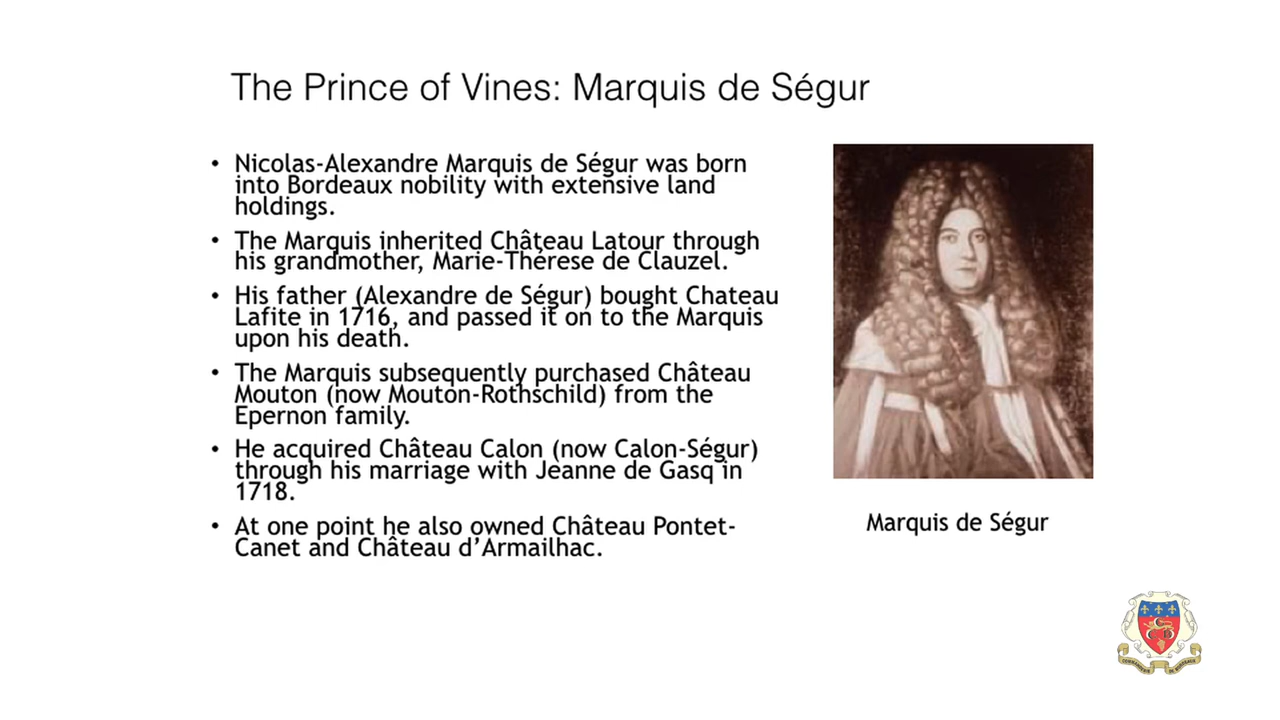 The Prince of Vines: Marquis de Ségur
• Nicolas-Alexandre Marquis de Ségur was born
into Bordeaux nobility with extensive land
holdings.
• The Marquis inherited Château Latour through
his grandmother, Marie-Thérese de Clauzel.
• His father (Alexandre de Ségur) bought Chateau
Lafite in 1716, and passed it on to the Marquis
upon his death.
• The Marquis subsequently purchased Château
Mouton (now Mouton-Rothschild) from the
Epernon family.
• He acquired Château Calon (now Calon-Ségur)
through his marriage with Jeanne de Gasq in
1718.
• At one point he also owned Château Pontet-
Canet and Château d’Armailhac.
Marquis de Ségur
COMMANDERIE DE BORDEAUX